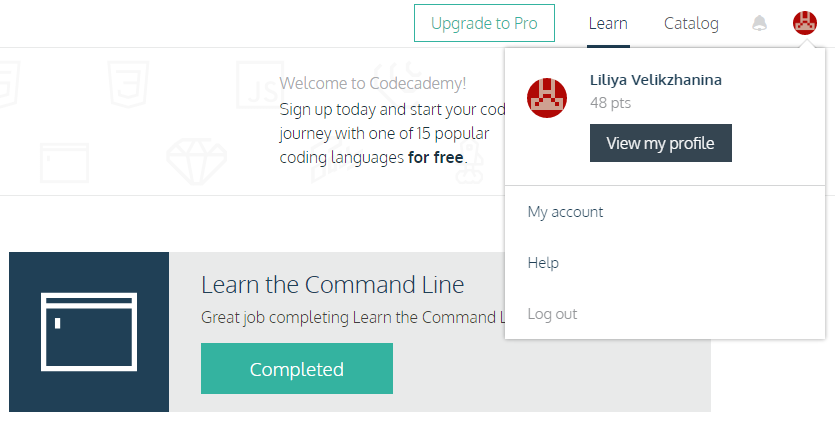 Upgrade to Pro
Learn
Catalog
Welcome to Codecademy!
Sign up today and start your cod
journey with one of 15 popular
coding languages for free.
JS
Liliya Velikzhanina
48 pts
View my profile
My account
Help
Log out
Learn the Command Line
Great job completing Learn the Command L
Completed